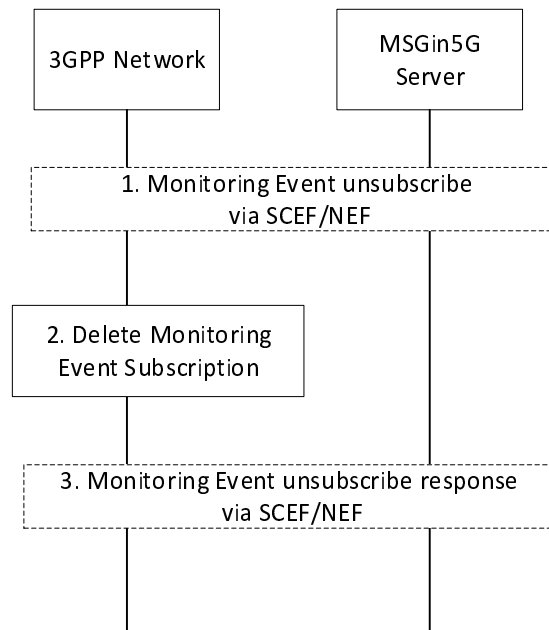 3GPP Network
MSGin5G
Server
1. Monitoring Event unsubscribe
via SCEF/NEF
2. Delete Monitoring
Event Subscription
3. Monitoring Event unsubscribe response
via SCEF/NEF